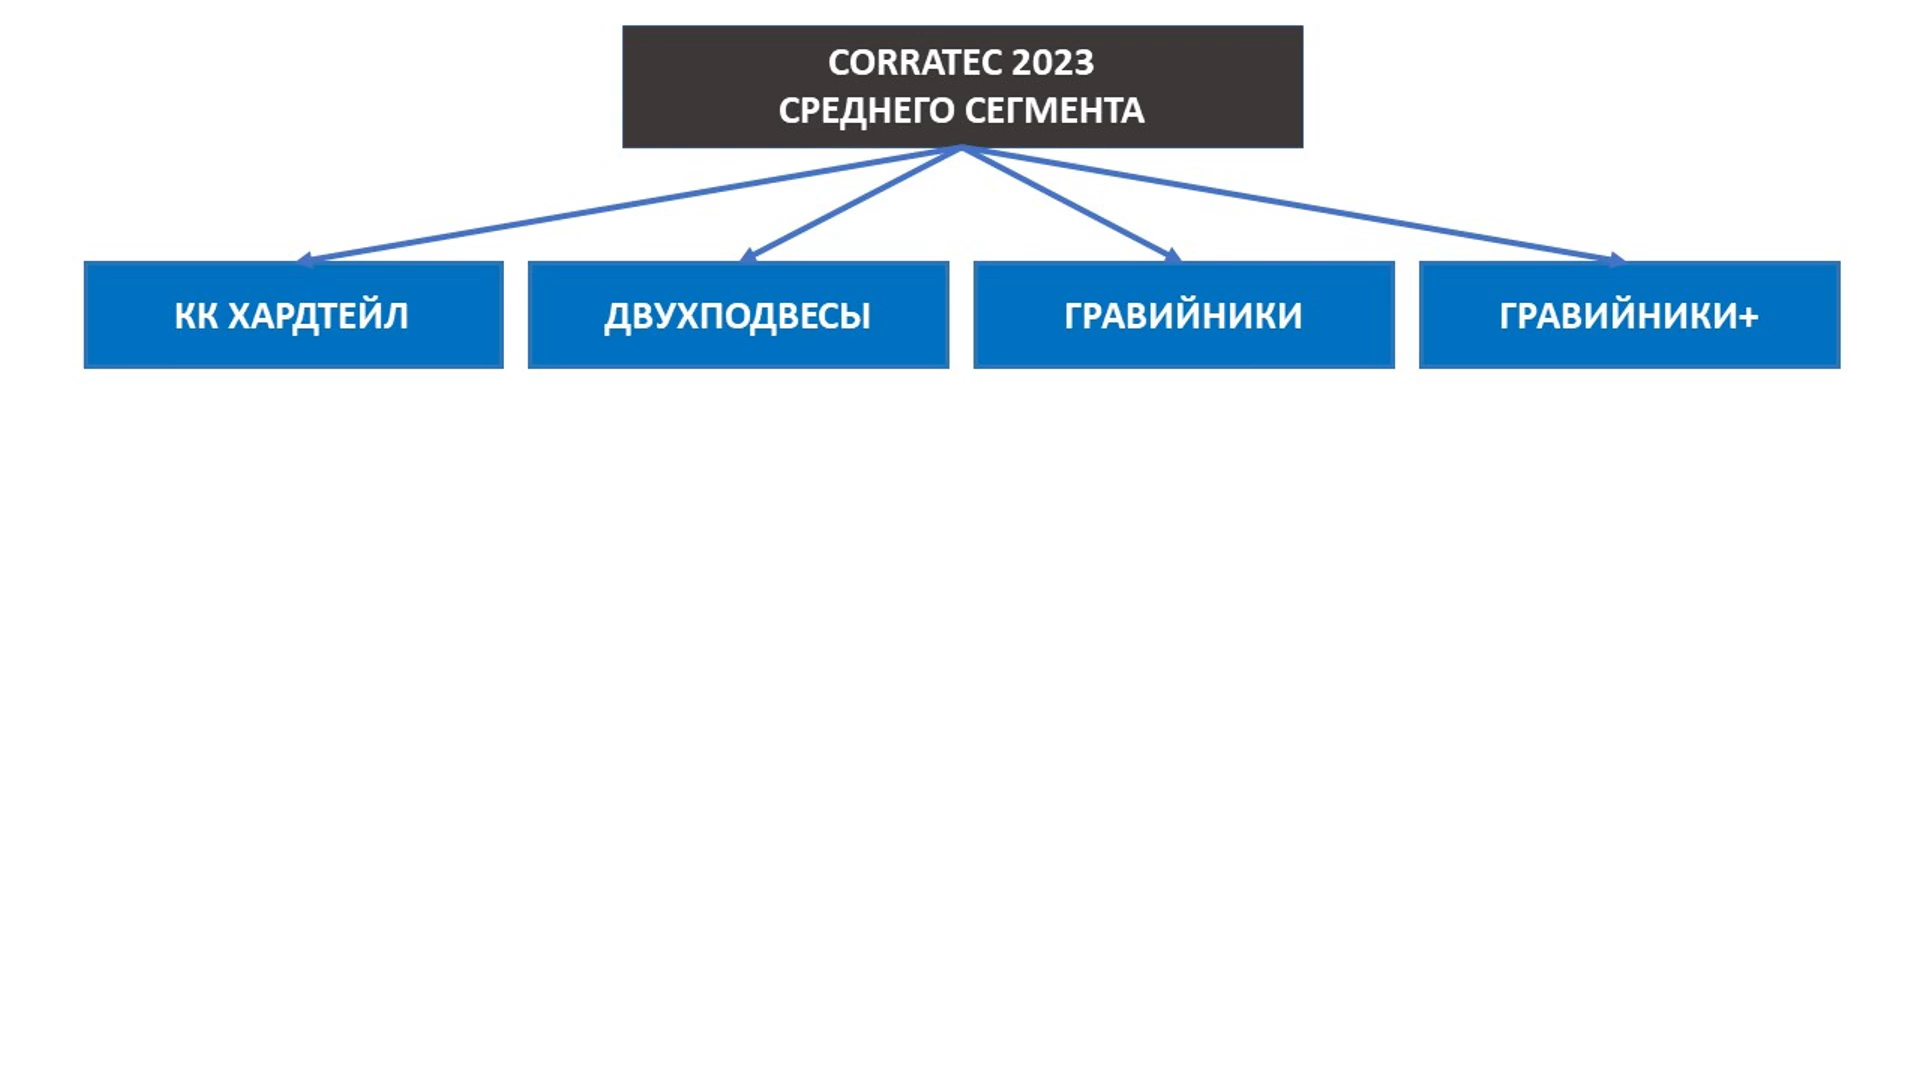 CORRATEC 2023
СРЕДНЕГО СЕГМЕНТА
КК ХАРДТЕЙЛ
ДВУХПОДВЕСЫ
ГРАВИЙНИКИ
ГРАВИЙНИКИ+